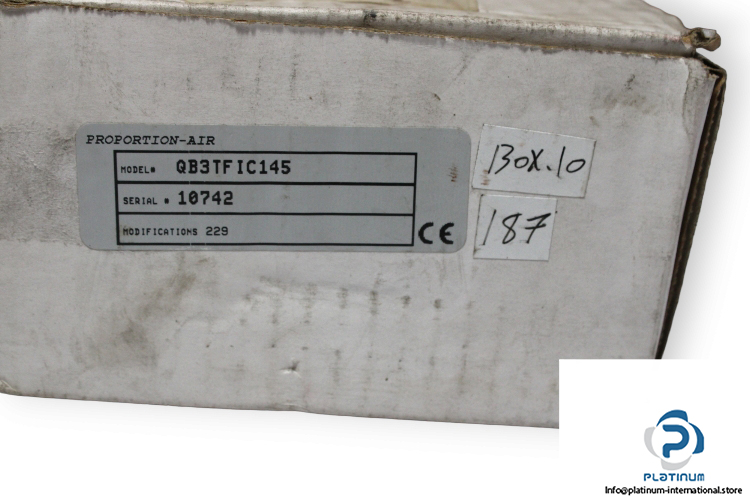 PROPORTION-AIR
MODEL# QB3TFIC145
SERIAL # 10742
MODIFICATIONS 229
CE
BOX.10
187
PLATINUM
Info@platinum-international.store